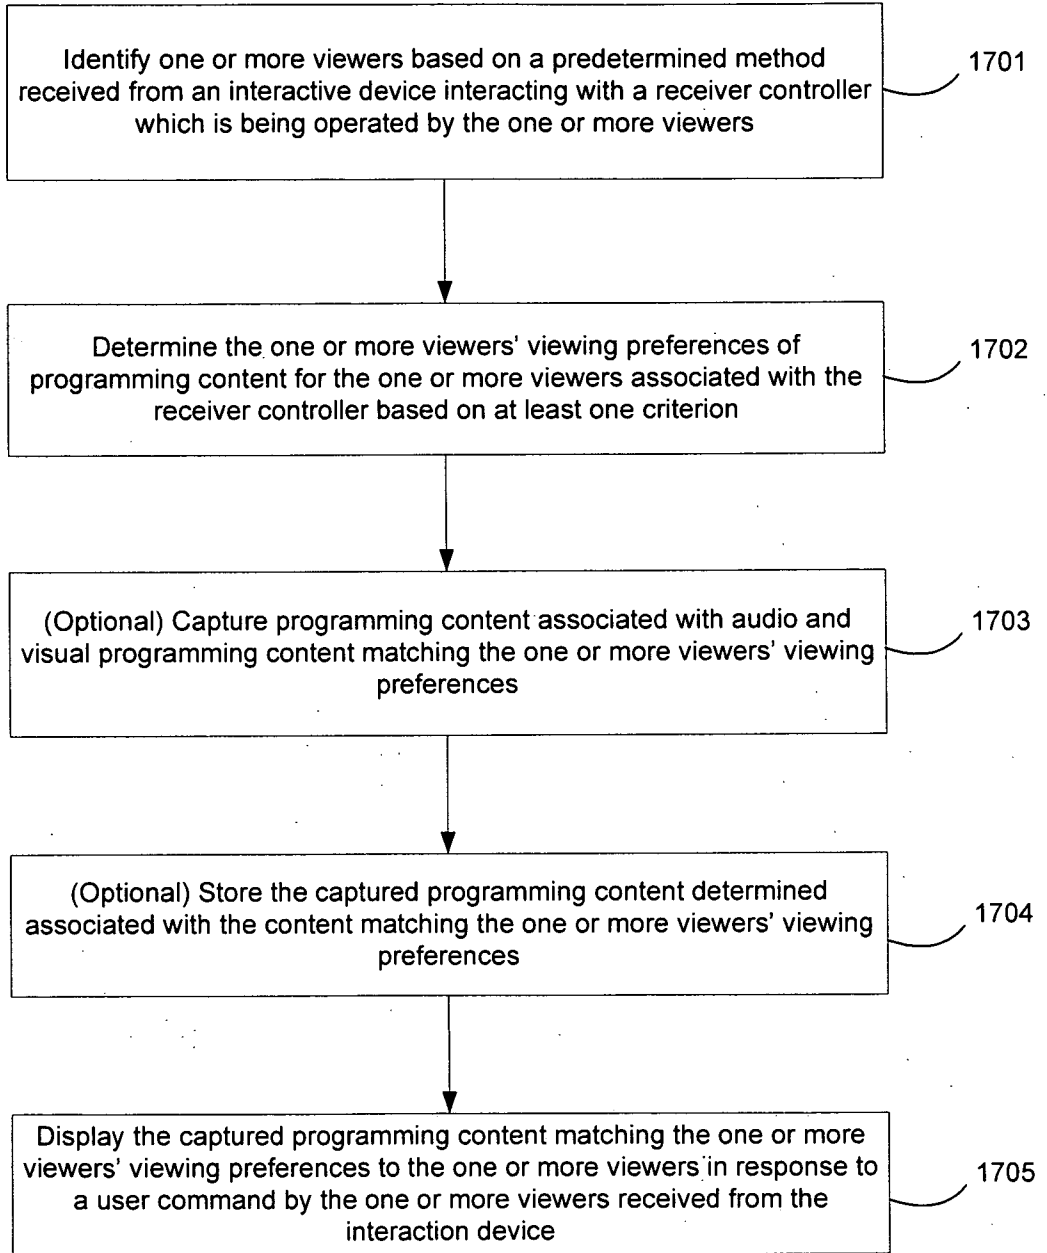 Identify one or more viewers based on a predetermined method
received from an interactive device interacting with a receiver controller
which is being operated by the one or more viewers
1701
Determine the one or more viewers' viewing preferences of
programming content for the one or more viewers associated with the
receiver controller based on at least one criterion
1702
(Optional) Capture programming content associated with audio and
visual programming content matching the one or more viewers' viewing
preferences
1703
(Optional) Store the captured programming content determined
associated with the content matching the one or more viewers' viewing
preferences
1704
Display the captured programming content matching the one or more
viewers' viewing preferences to the one or more viewers in response to
a user command by the one or more viewers received from the
interaction device
1705